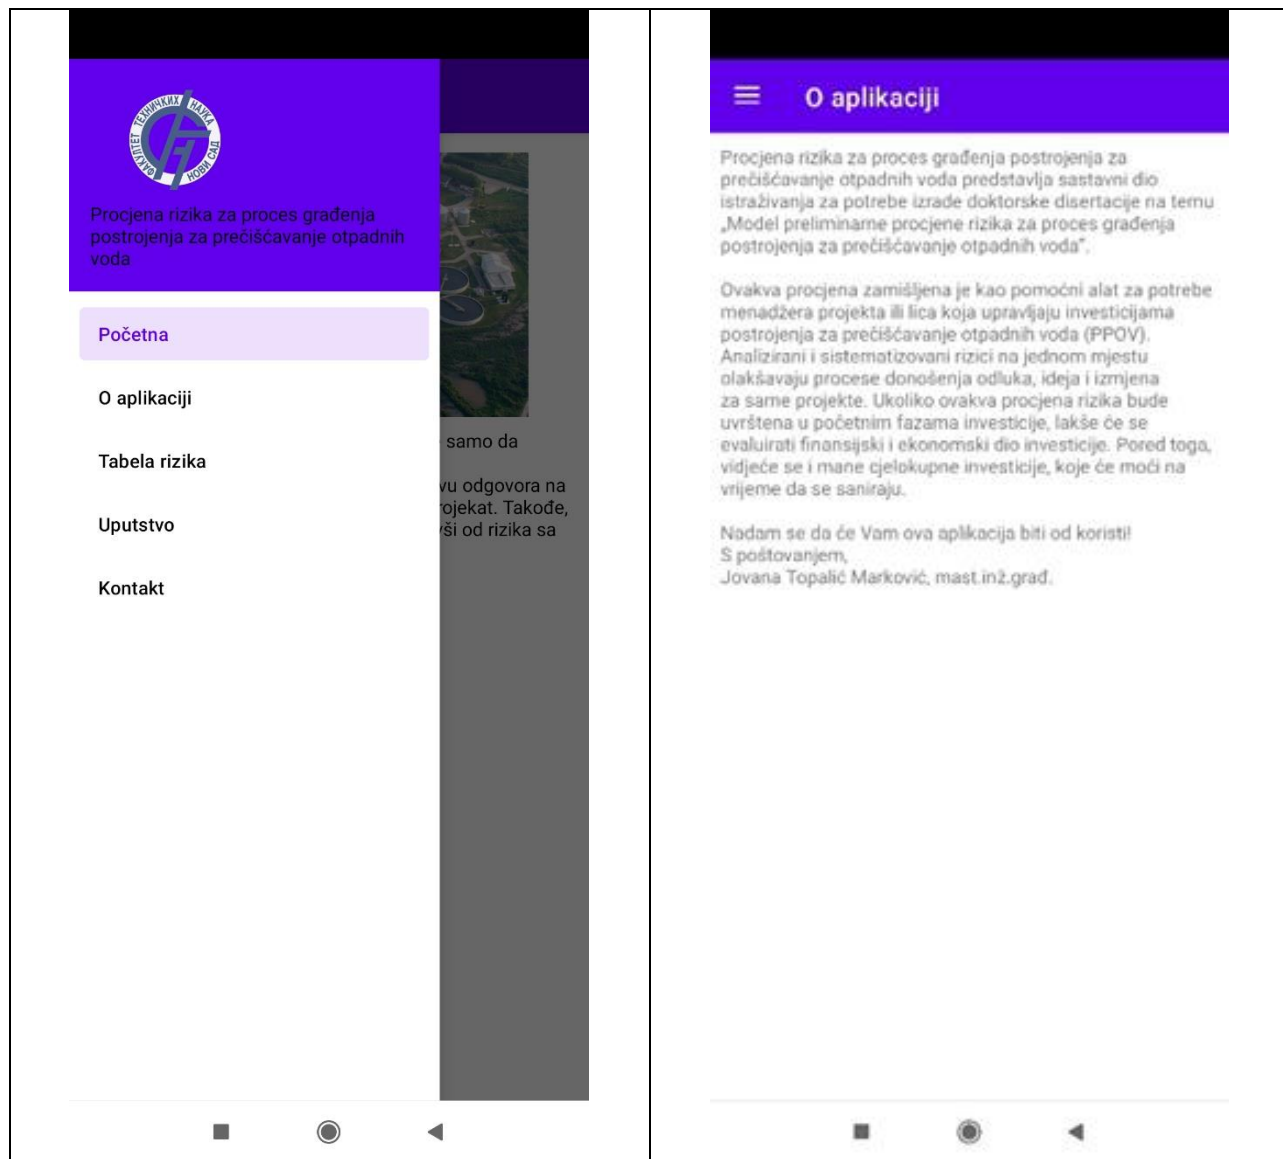 ФАКУЛТЕТ ТЕХНИЧКИХ НАУКА
НОВИ САД
Procjena rizika za proces građenja
postrojenja za prečišćavanje otpadnih
voda
Početna
O aplikaciji
Tabela rizika
Uputstvo
Kontakt
samo da
vu odgovora na
ojekat. Takođe,
ši od rizika sa
O aplikaciji
Procjena rizika za proces građenja postrojenja za
prečišćavanje otpadnih voda predstavlja sastavni dio
istraživanja za potrebe izrade doktorske disertacije na temu
„Model preliminarne procjene rizika za proces građenja
postrojenja za prečišćavanje otpadnih voda“.
Ovakva procjena zamišljena je kao pomoćni alat za potrebe
menadžera projekta ili lica koja upravljaju investicijama
postrojenja za prečišćavanje otpadnih voda (PPOV).
Analizirani i sistematizovani rizici na jednom mjestu
olakšavaju procese donošenja odluka, ideja i izmjena
za same projekte. Ukoliko ovakva procjena rizika bude
uvrštena u početnim fazama investicije, lakše će se
evaluirati finansijski i ekonomski dio investicije. Pored toga,
vidjeće se i mane cjelokupne investicije, koje će moći na
vrijeme da se saniraju.
Nadam se da će Vam ova aplikacija biti od koristi!
S poštovanjem,
Jovana Topalić Marković, mast.inž.građ.